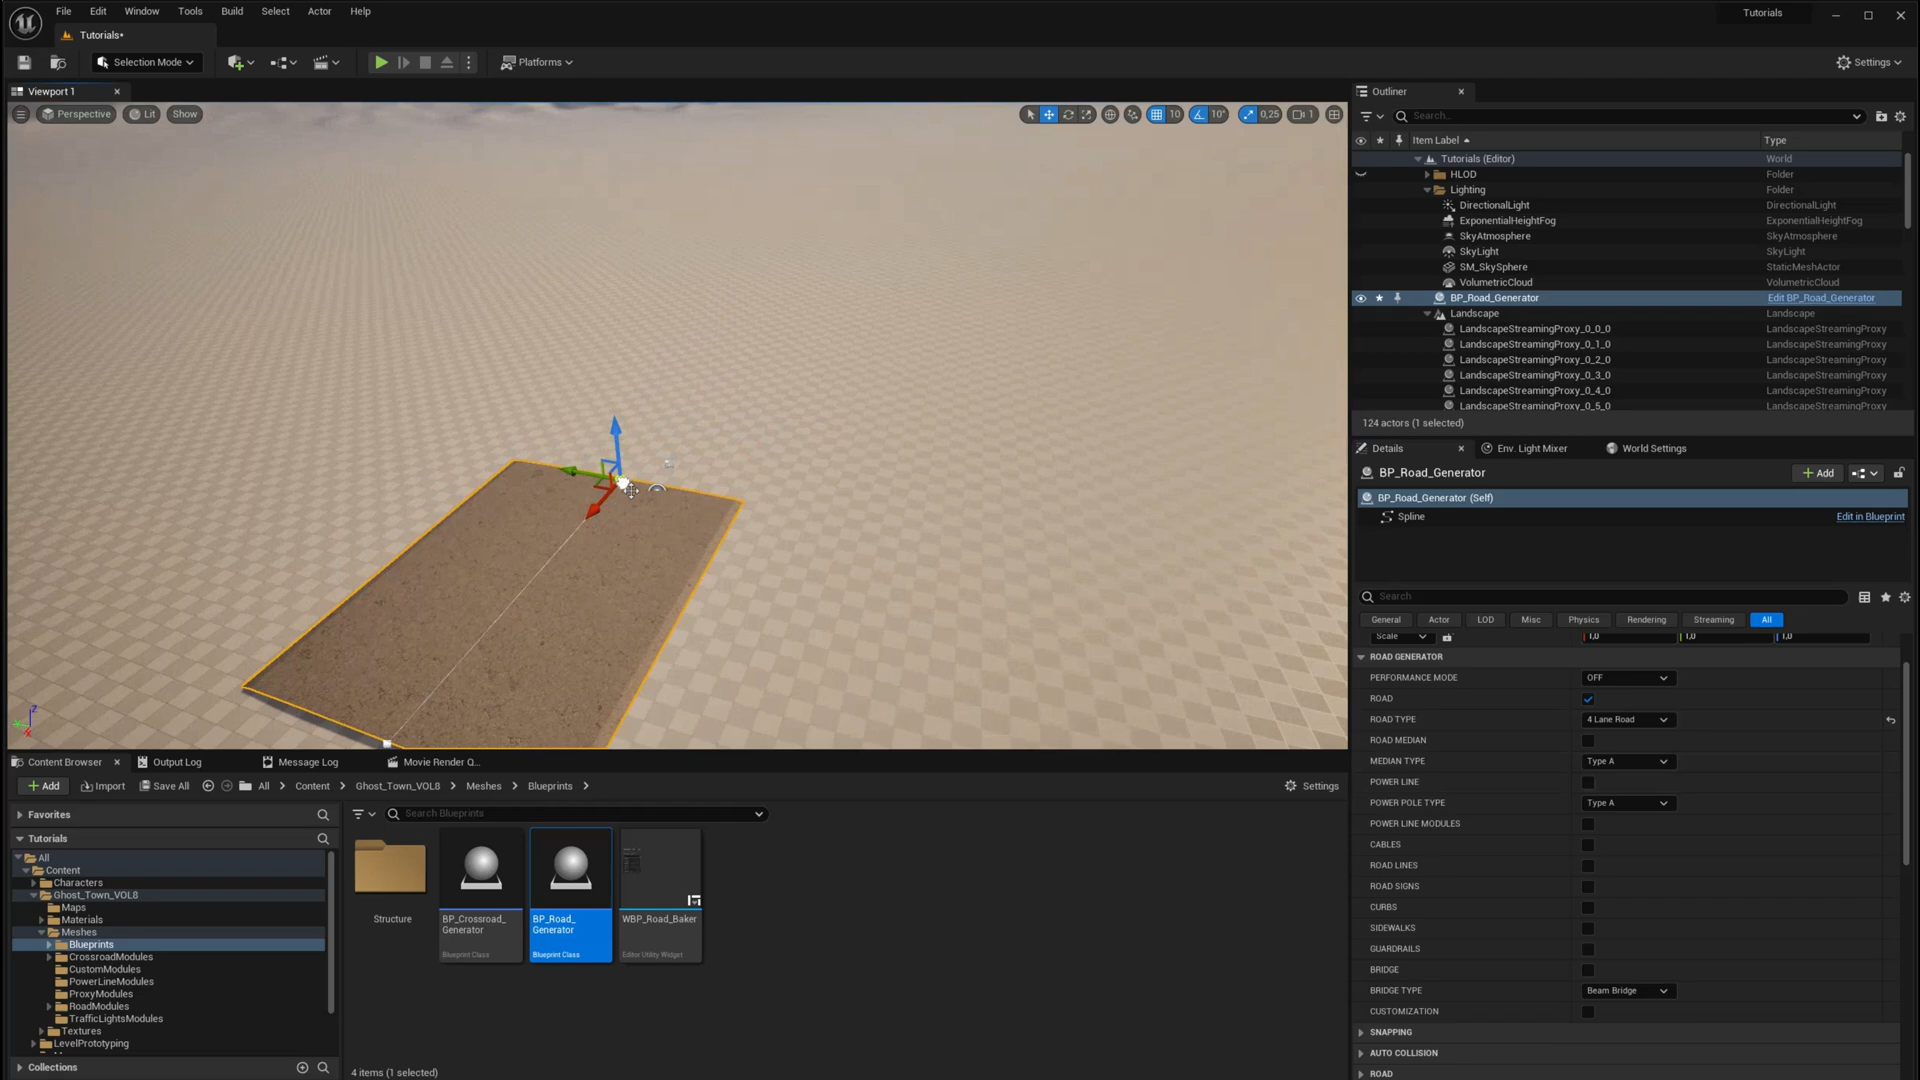 File Edit Window Tools Build Select Actor Help
Tutorials
Tutorials•
Selection Mode
Platforms
Settings
Viewport 1
Perspective
Lit
Show
10
10°
0,25
1
Outliner
Search...
Item Label
Type
Tutorials (Editor) World
HLOD Folder
Lighting Folder
DirectionalLight DirectionalLight
ExponentialHeightFog ExponentialHeightFog
SkyAtmosphere SkyAtmosphere
SkyLight SkyLight
SM_SkySphere StaticMeshActor
VolumetricCloud VolumetricCloud
BP_Road_Generator Edit BP_Road_Generator
Landscape Landscape
LandscapeStreamingProxy_0_0_0 LandscapeStreamingProxy
LandscapeStreamingProxy_0_1_0 LandscapeStreamingProxy
LandscapeStreamingProxy_0_2_0 LandscapeStreamingProxy
LandscapeStreamingProxy_0_3_0 LandscapeStreamingProxy
LandscapeStreamingProxy_0_4_0 LandscapeStreamingProxy
LandscapeStreamingProxy_0_5_0 LandscapeStreamingProxy
124 actors (1 selected)
Details
Env. Light Mixer
World Settings
BP_Road_Generator
Add
BP_Road_Generator (Self)
Spline Edit in Blueprint
Search
General Actor LOD Misc Physics Rendering Streaming All
Scale 1,0 1,0 1,0
ROAD GENERATOR
PERFORMANCE MODE OFF
ROAD
ROAD TYPE 4 Lane Road
ROAD MEDIAN
MEDIAN TYPE Type A
POWER LINE
POWER POLE TYPE Type A
POWER LINE MODULES
CABLES
ROAD LINES
ROAD SIGNS
CURBS
SIDEWALKS
GUARDRAILS
BRIDGE
BRIDGE TYPE Beam Bridge
CUSTOMIZATION
SNAPPING
AUTO COLLISION
ROAD
Content Browser
Output Log
Message Log
Movie Render Q...
Add Import Save All All Content Ghost_Town_VOL8 Meshes Blueprints
Settings
Favorites
Tutorials
All
Content
Characters
Ghost_Town_VOL8
Maps
Materials
Meshes
Blueprints
CrossroadModules
CustomModules
PowerLineModules
ProxyModules
RoadModules
TrafficLightsModules
Textures
LevelPrototyping
Collections
Search Blueprints
Structure
BP_Crossroad_
Generator
Blueprint Class
BP_Road_
Generator
Blueprint Class
WBP_Road_Baker
Editor Utility Widget
4 items (1 selected)
Z
Y
X